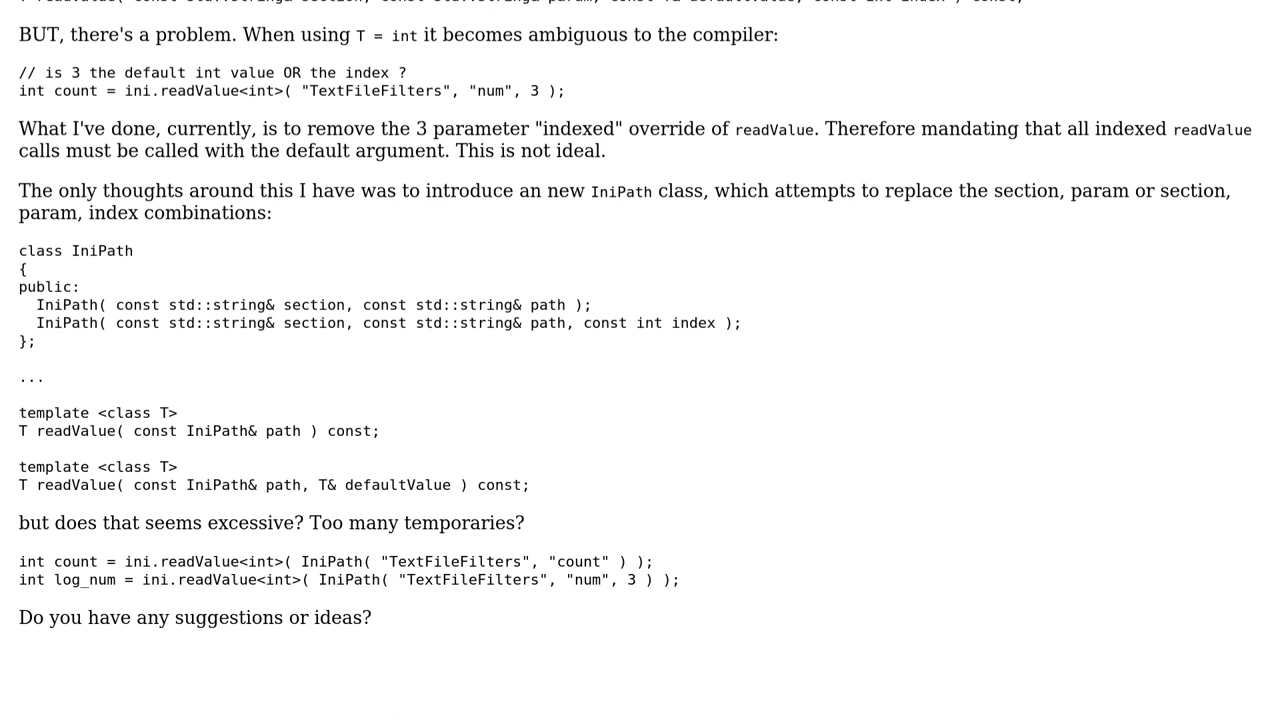 BUT, there's a problem. When using T = int it becomes ambiguous to the compiler:
// is 3 the default int value OR the index ?
int count = ini.readValue<int>( "TextFileFilters", "num", 3 );
What I've done, currently, is to remove the 3 parameter "indexed" override of readValue. Therefore mandating that all indexed readValue
calls must be called with the default argument. This is not ideal.
The only thoughts around this I have was to introduce an new IniPath class, which attempts to replace the section, param or section,
param, index combinations:
class IniPath
{
public:
  IniPath( const std::string& section, const std::string& path );
  IniPath( const std::string& section, const std::string& path, const int index );
};
...
template <class T>
T readValue( const IniPath& path ) const;
template <class T>
T readValue( const IniPath& path, T& defaultValue ) const;
but does that seems excessive? Too many temporaries?
int count = ini.readValue<int>( IniPath( "TextFileFilters", "count" ) );
int log_num = ini.readValue<int>( IniPath( "TextFileFilters", "num", 3 ) );
Do you have any suggestions or ideas?